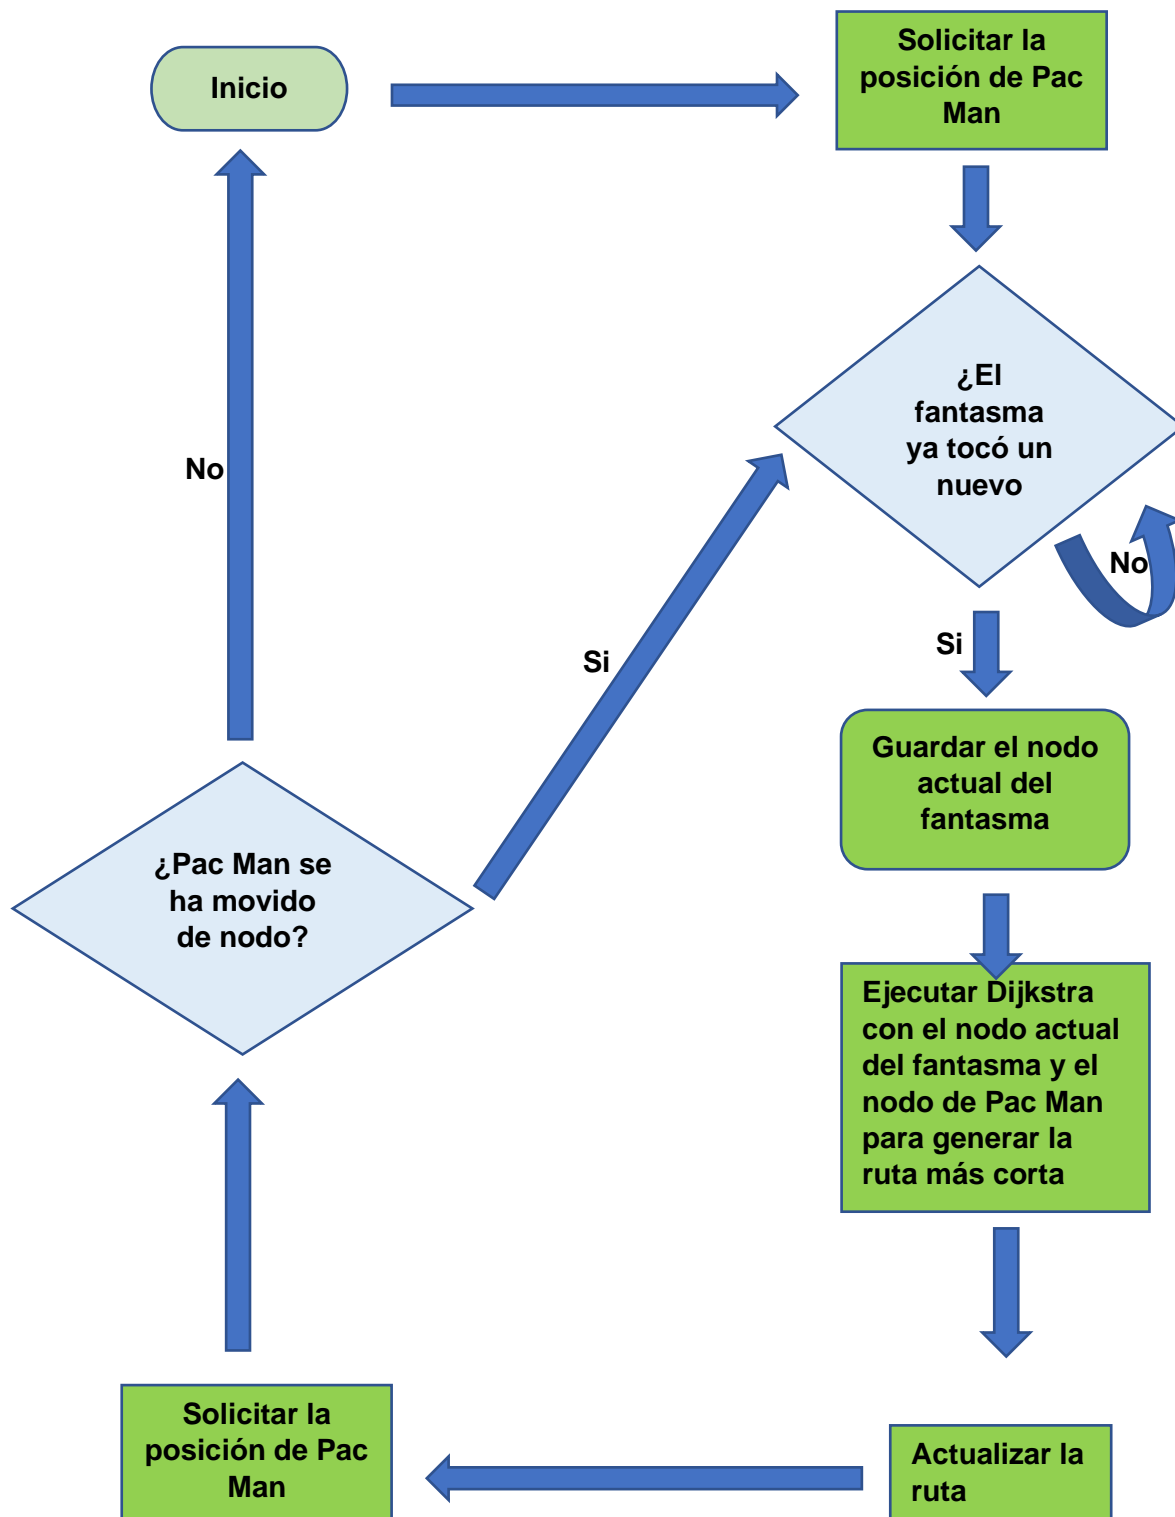 Inicio
Solicitar la
posición de Pac
Man
¿El
fantasma
ya tocó un
nuevo
No
Si
Guardar el nodo
actual del
fantasma
Ejecutar Dijkstra
con el nodo actual
del fantasma y el
nodo de Pac Man
para generar la
ruta más corta
Actualizar la
ruta
Solicitar la
posición de Pac
Man
¿Pac Man se
ha movido
de nodo?
Si
No